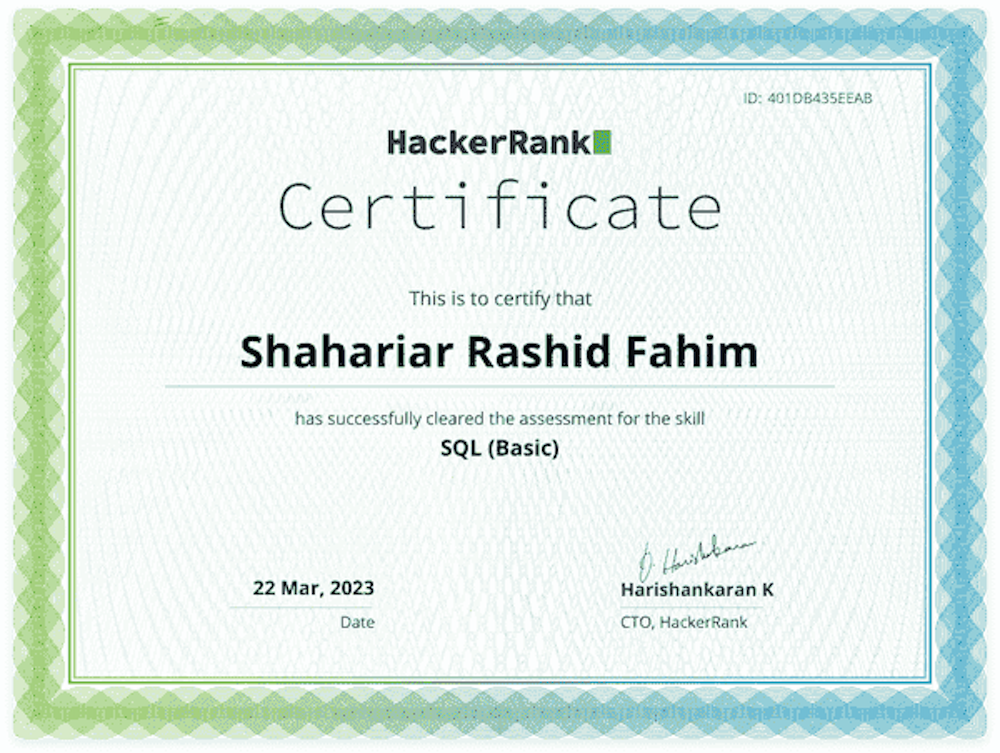 ID: 401DB435EEAB
HackerRank
Certificate
This is to certify that
Shahariar Rashid Fahim
has successfully cleared the assessment for the skill
SQL (Basic)
22 Mar, 2023
Date
Harishankaran K
CTO, HackerRank